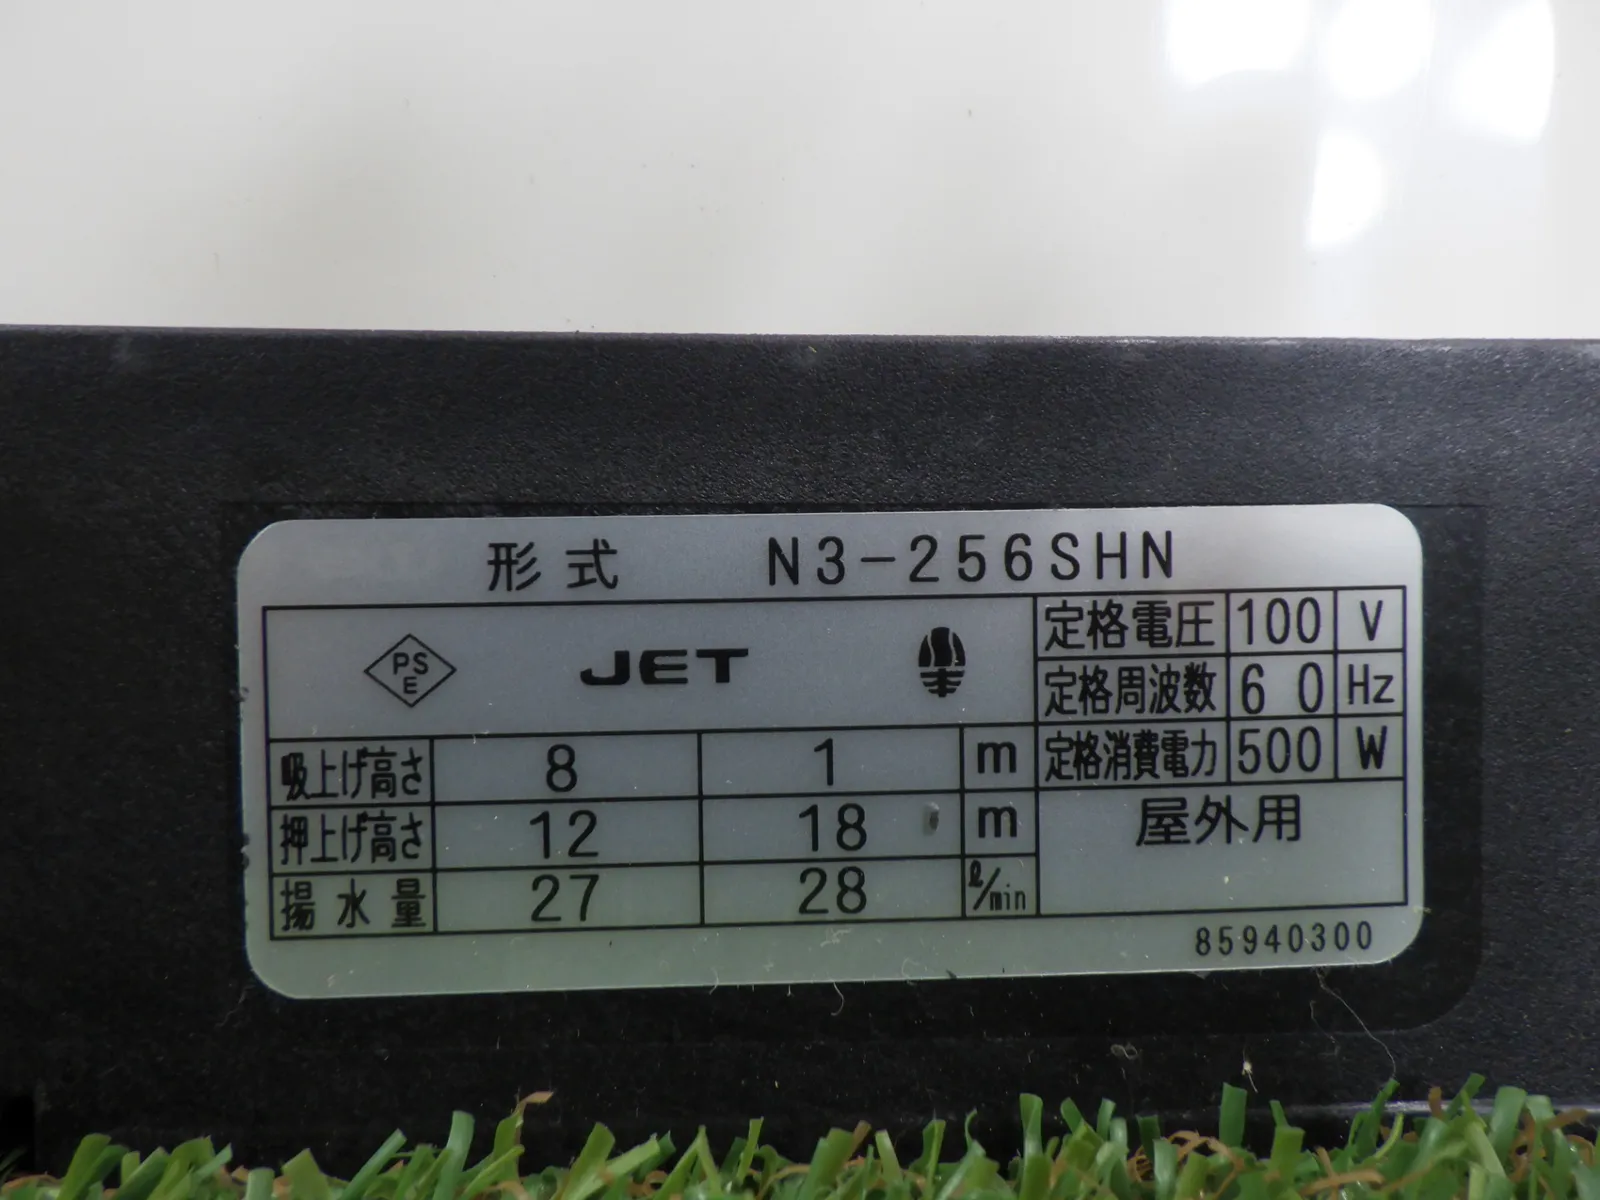 形式 N3-256SHN
PS E JET 定格電圧 100 V
定格周波数 60 Hz
吸上げ高さ 8 1 m 定格消費電力 500 W
押上げ高さ 12 18 m 屋外用
揚水量 27 28 ℓ/min
85940300